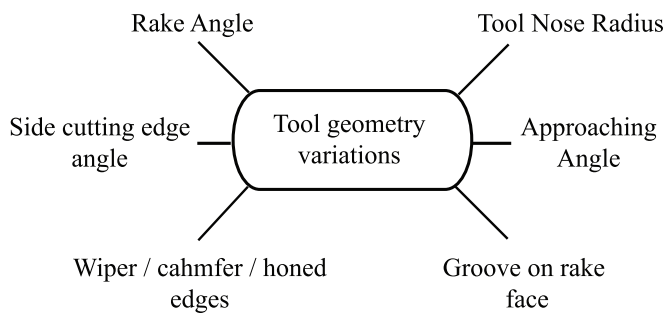 Rake Angle
Tool Nose Radius
Side cutting edge
angle
Tool geometry
variations
Approaching
Angle
Wiper / cahmfer / honed
edges
Groove on rake
face